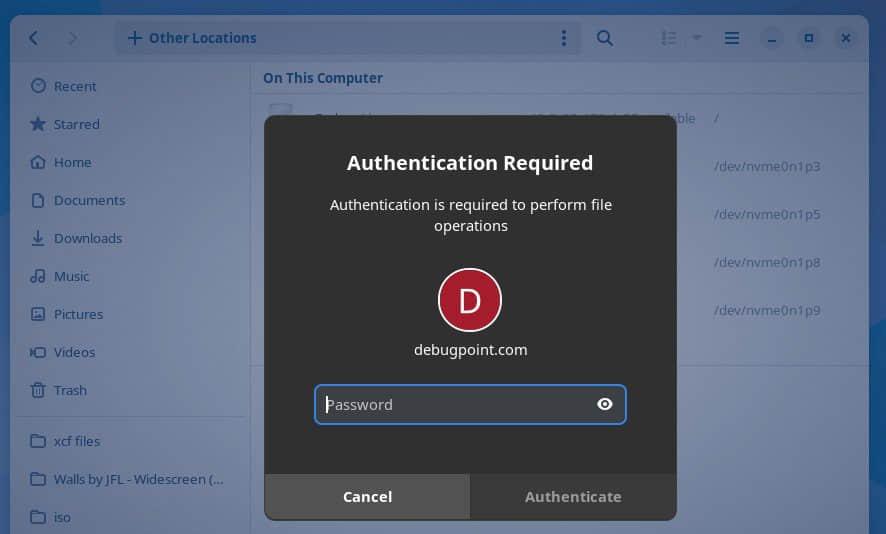 Other Locations
Recent
Starred
Home
Documents
Downloads
Music
Pictures
Videos
Trash
xcf files
Walls by JFL - Widescreen (...
iso
On This Computer
/
/dev/nvme0n1p3
/dev/nvme0n1p5
/dev/nvme0n1p8
/dev/nvme0n1p9
Authentication Required
Authentication is required to perform file
operations
D
debugpoint.com
Password
Cancel
Authenticate